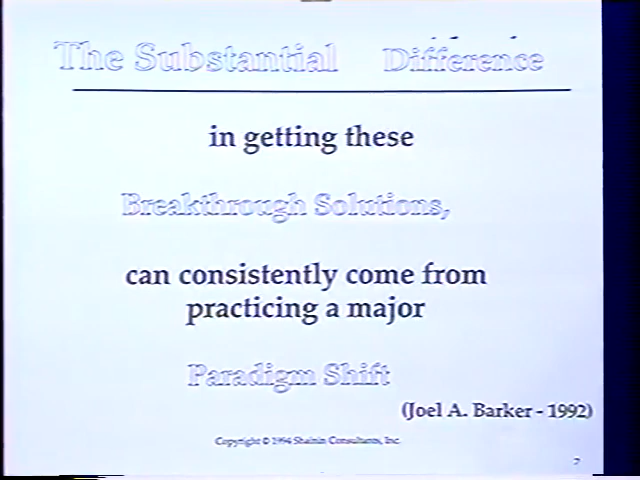 The Substantial Difference
in getting these
Breakthrough Solutions,
can consistently come from
practicing a major
Paradigm Shift
(Joel A. Barker - 1992)
Copyright © 1994 Shainin Consultants, Inc.
7